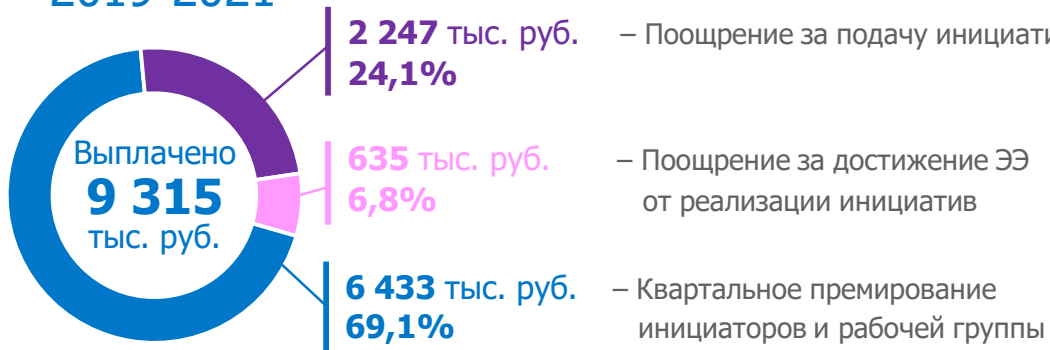 2019-2021
2 247 тыс. руб. – Поощрение за подачу инициати
24,1%
Выплачено
9 315
тыс. руб.
635 тыс. руб. – Поощрение за достижение ЭЭ
6,8% от реализации инициатив
6 433 тыс. руб. – Квартальное премирование
69,1% инициаторов и рабочей группы